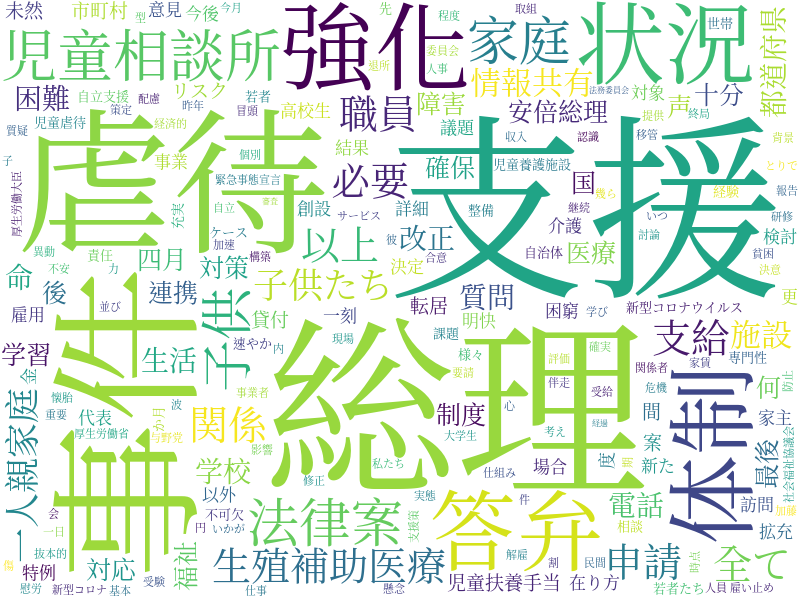 未然
市町村
型
意見
今後
今月
児童相談所
強化
家庭
取組
先
程度
委員会
人事
退所
状況
世帯
都道府県
困難
自立支援
配慮
リスク
昨年
若者
冒頭
高校生
職員
障害
情報共有
安倍総理
法務委員会
対象
声
十分
提供
終局
移管
背景
質疑
児童虐待
策定
経済的
議題
結果
確保
認識
収入
児童養護施設
国
とりで
経験
報告
子
事業
個別
緊急事態宣言
必要
虐待
支援
厚生労働大臣
充実
自立
審査
創設
サービス
詳細
整備
継続
幾ら
いつ
研修
討論
ケース
加速
構築
以上
改正
彼
合意
介護
自治体
医療
検討
貧困
決意
異動
責任
不安
力
四月
対策
子供たち
決定
命
後
並び
連携
転居
質問
困窮
学び
新型コロナウイルス
更
雇用
事件
子供
貸付
一刻
明快
支給
施設
学習
生活
速やか
内
現場
課題
様々
要請
評価
確実
関係者
専門性
家賃
危機
防止
金
懐胎
重要
波
事業者
総理
伴走
受給
体制
何
一人親家庭
代表
厚生労働省
か月
与野党
関係
制度
心
大学生
考え
経過
間
案
家主
最後
社会福祉協議会
影響
学校
私たち
仕組み
場合
度
新た
訪問
会
一日
以外
修正
実態
支援策
答弁
件
相談
電話
加藤
不可欠
円
いかが
法律案
抜本的
福祉
特例
対応
解雇
割
民間
申請
時点
拡充
全て
慰労
新型コロナ
受験
基本
仕事
生殖補助医療
懸念
児童扶養手当
在り方
若者たち
人員
雇い止め